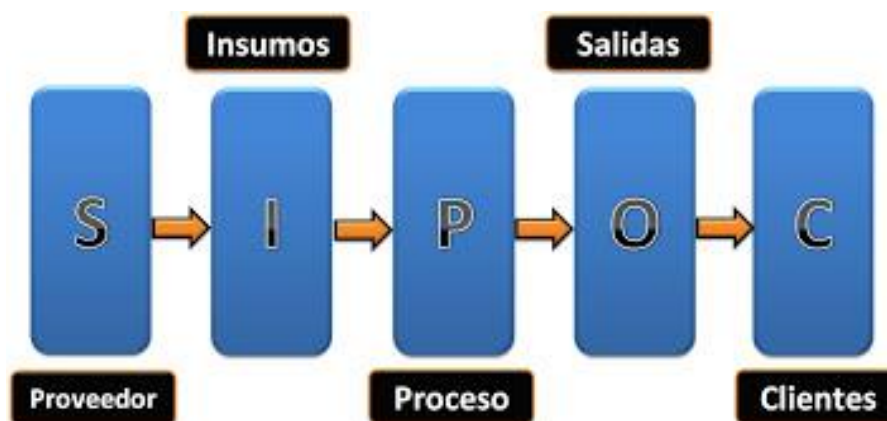 Insumos
Salidas
S
I
P
O
C
Proveedor
Proceso
Clientes